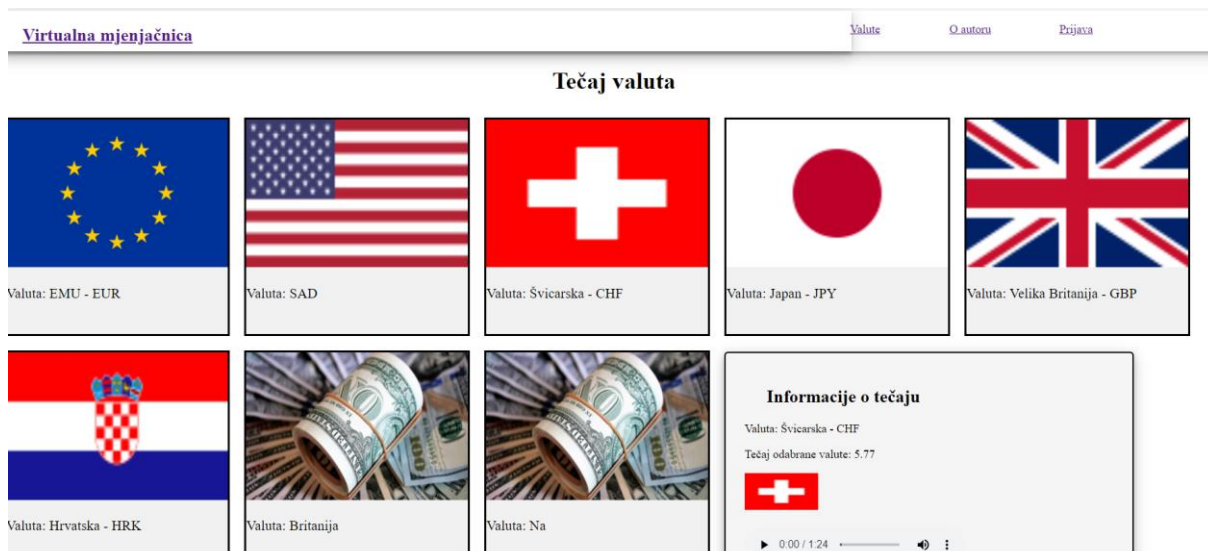 Virtualna mjenjačnica
Valute O autoru Prijava
Tečaj valuta
Valuta: EMU - EUR
Valuta: SAD
Valuta: Švicarska - CHF
Valuta: Japan - JPY
Valuta: Velika Britanija - GBP
Valuta: Hrvatska - HRK
Valuta: Britanija
Valuta: Na
Informacije o tečaju
Valuta: Švicarska - CHF
Tečaj odabrane valute: 5.77
0:00 / 1:24